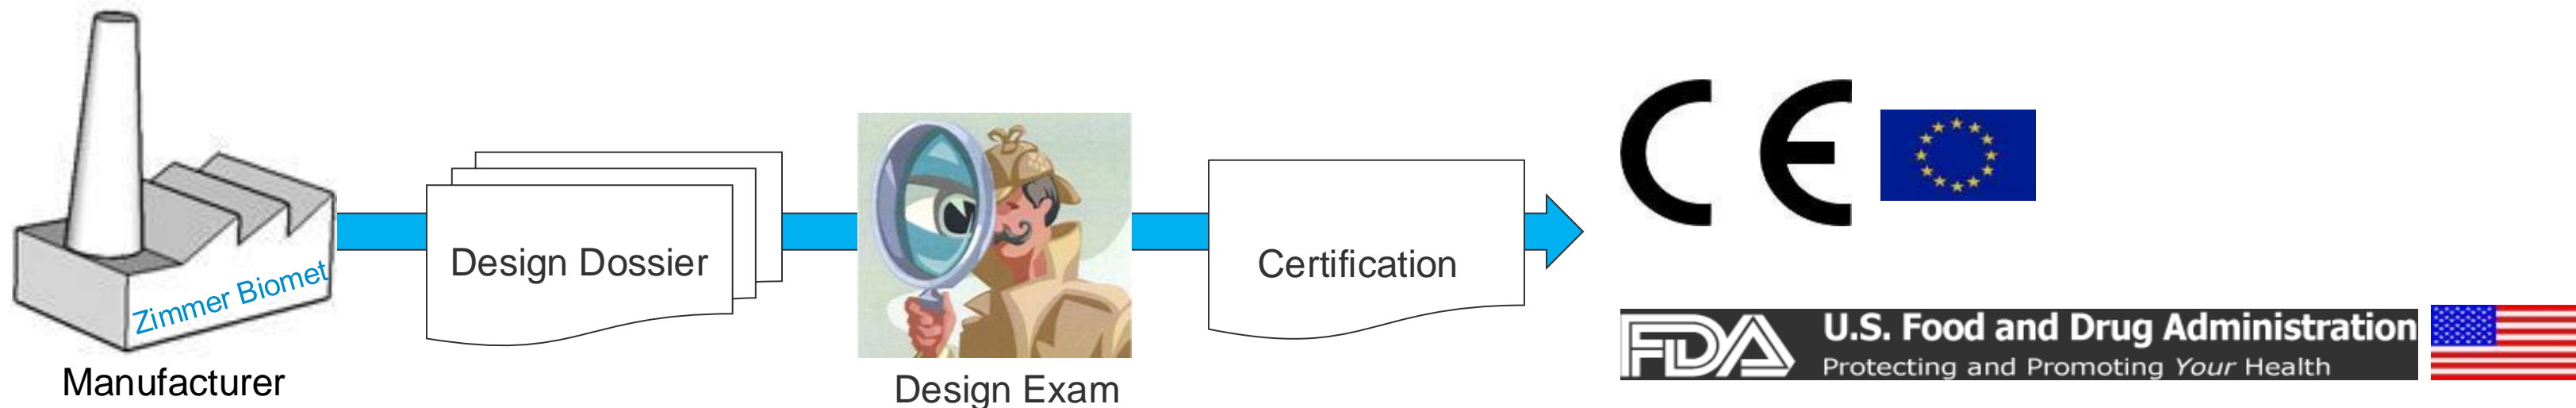 Zimmer Biomet
Manufacturer
Design Dossier
Design Exam
Certification
CE
FDA
U.S. Food and Drug Administration
Protecting and Promoting Your Health